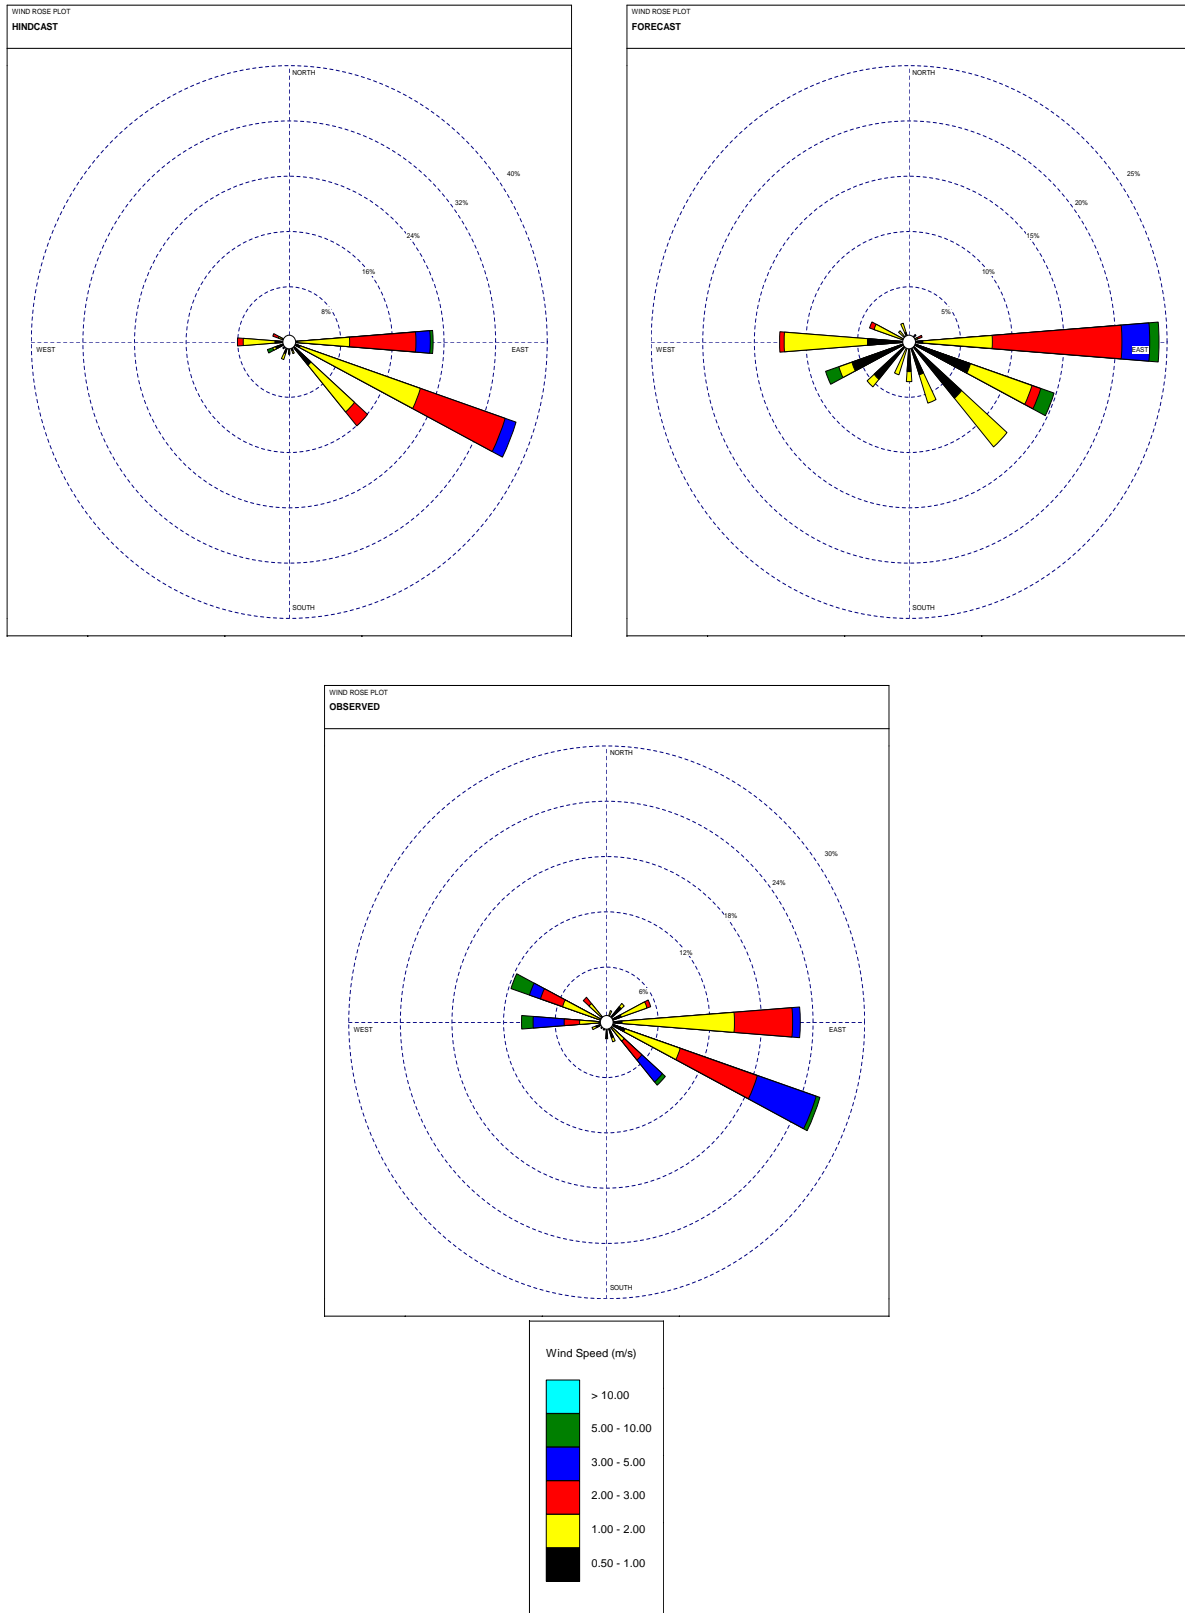 WIND ROSE PLOT
HINDCAST
NORTH
40%
32%
24%
16%
8%
WEST
EAST
SOUTH
WIND ROSE PLOT
FORECAST
NORTH
25%
20%
15%
10%
5%
WEST
EAST
SOUTH
WIND ROSE PLOT
OBSERVED
NORTH
30%
24%
18%
12%
6%
WEST
EAST
SOUTH
Wind Speed (m/s)
> 10.00
5.00 - 10.00
3.00 - 5.00
2.00 - 3.00
1.00 - 2.00
0.50 - 1.00